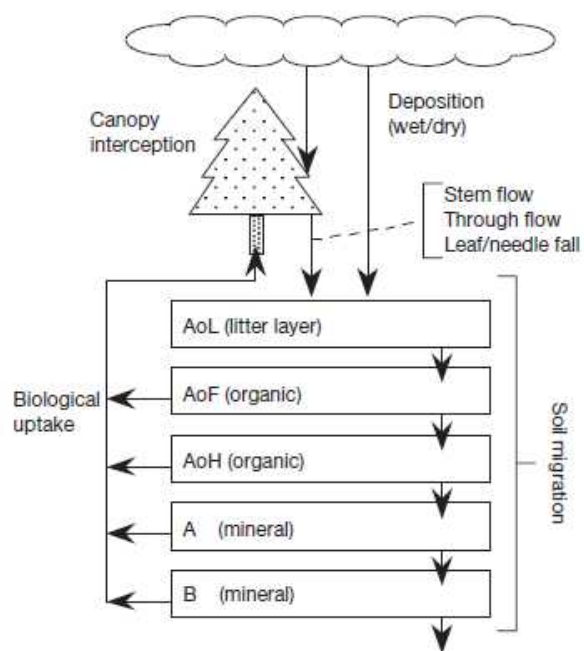 Canopy
interception
Deposition
(wet/dry)
Stem flow
Through flow
Leaf/needle fall
AoL (litter layer)
AoF (organic)
Biological
uptake
AoH (organic)
A (mineral)
B (mineral)
Soil migration